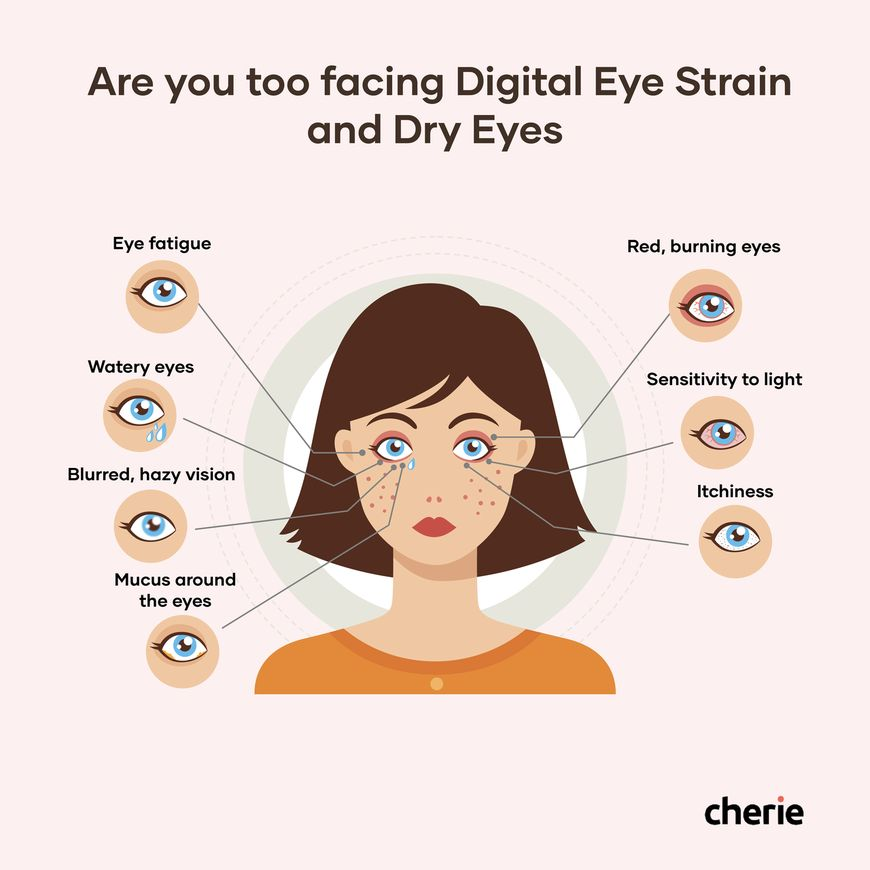 Are you too facing Digital Eye Strain
and Dry Eyes
Eye fatigue
Watery eyes
Blurred, hazy vision
Mucus around
the eyes
Red, burning eyes
Sensitivity to light
Itchiness
cherie